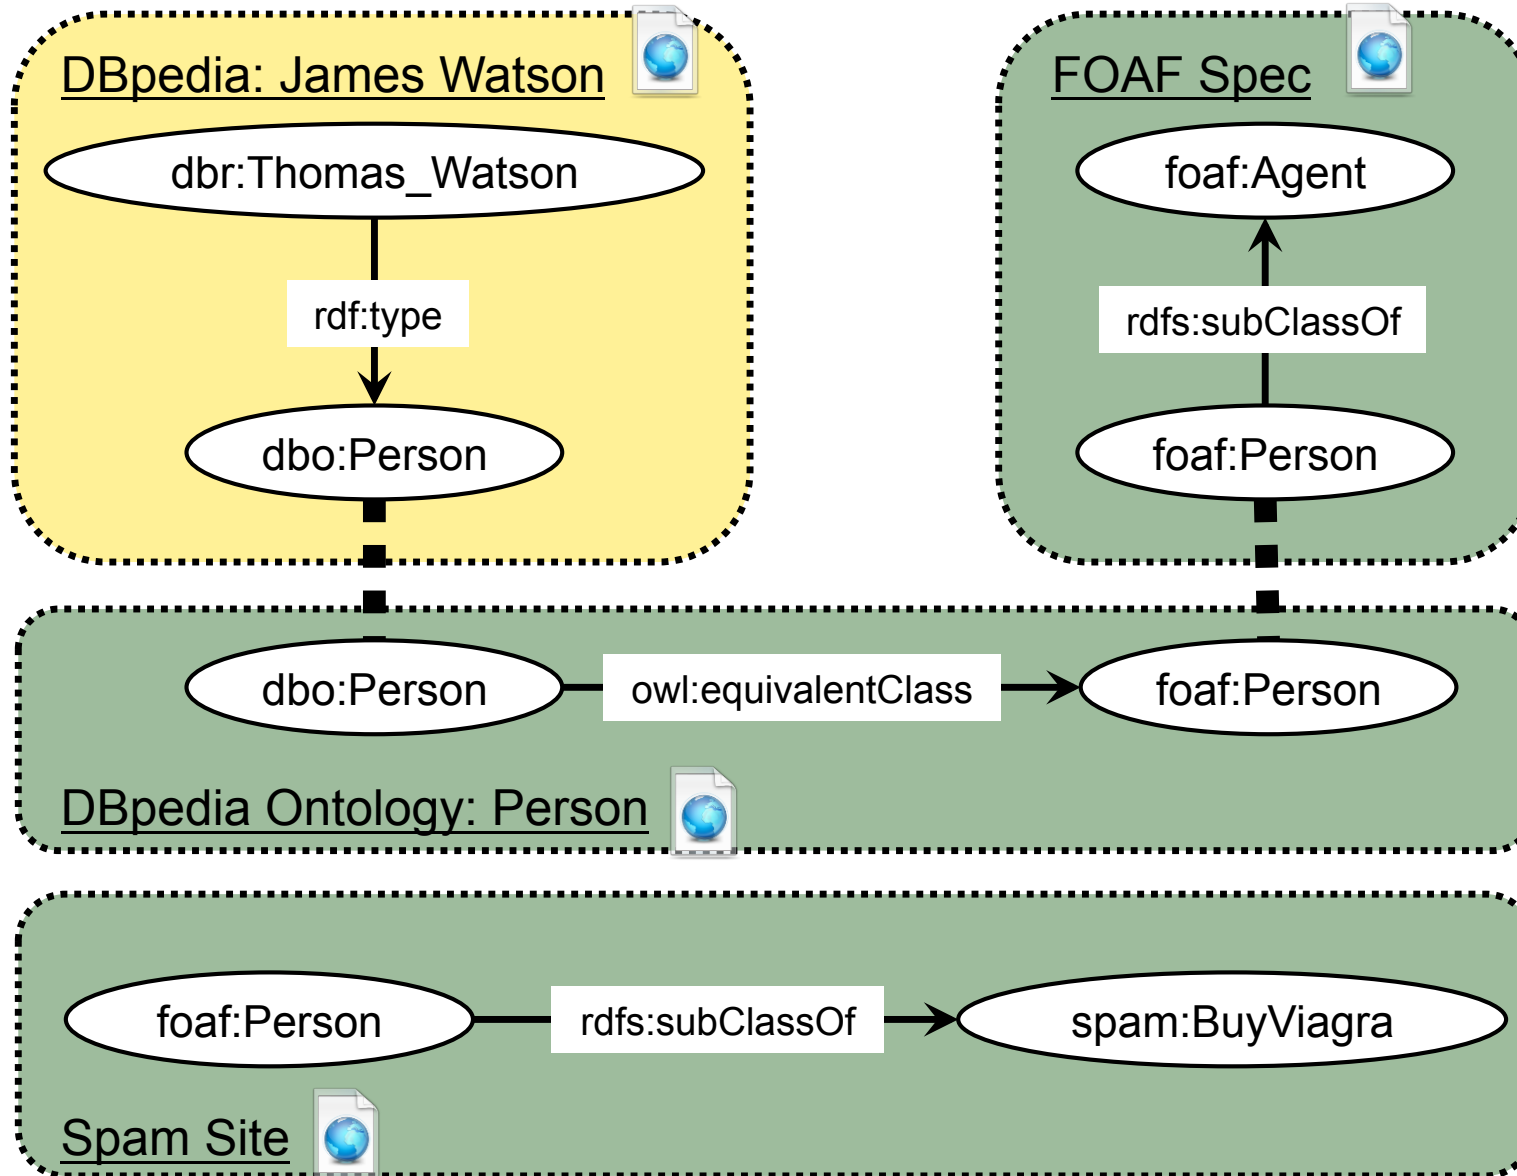 DBpedia: James Watson
dbr:Thomas_Watson
rdf:type
dbo:Person
FOAF Spec
foaf:Agent
rdfs:subClassOf
foaf:Person
dbo:Person
owl:equivalentClass
foaf:Person
DBpedia Ontology: Person
foaf:Person
rdfs:subClassOf
spam:BuyViagra
Spam Site